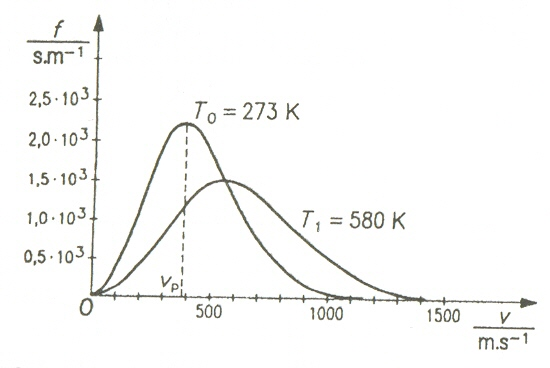 f
s.m⁻¹
2,5·10³
2,0·10³
1,5·10³
1,0·10³
0,5·10³
T₀ = 273 K
T₁ = 580 K
vₚ
O
500
1000
1500
v
m.s⁻¹